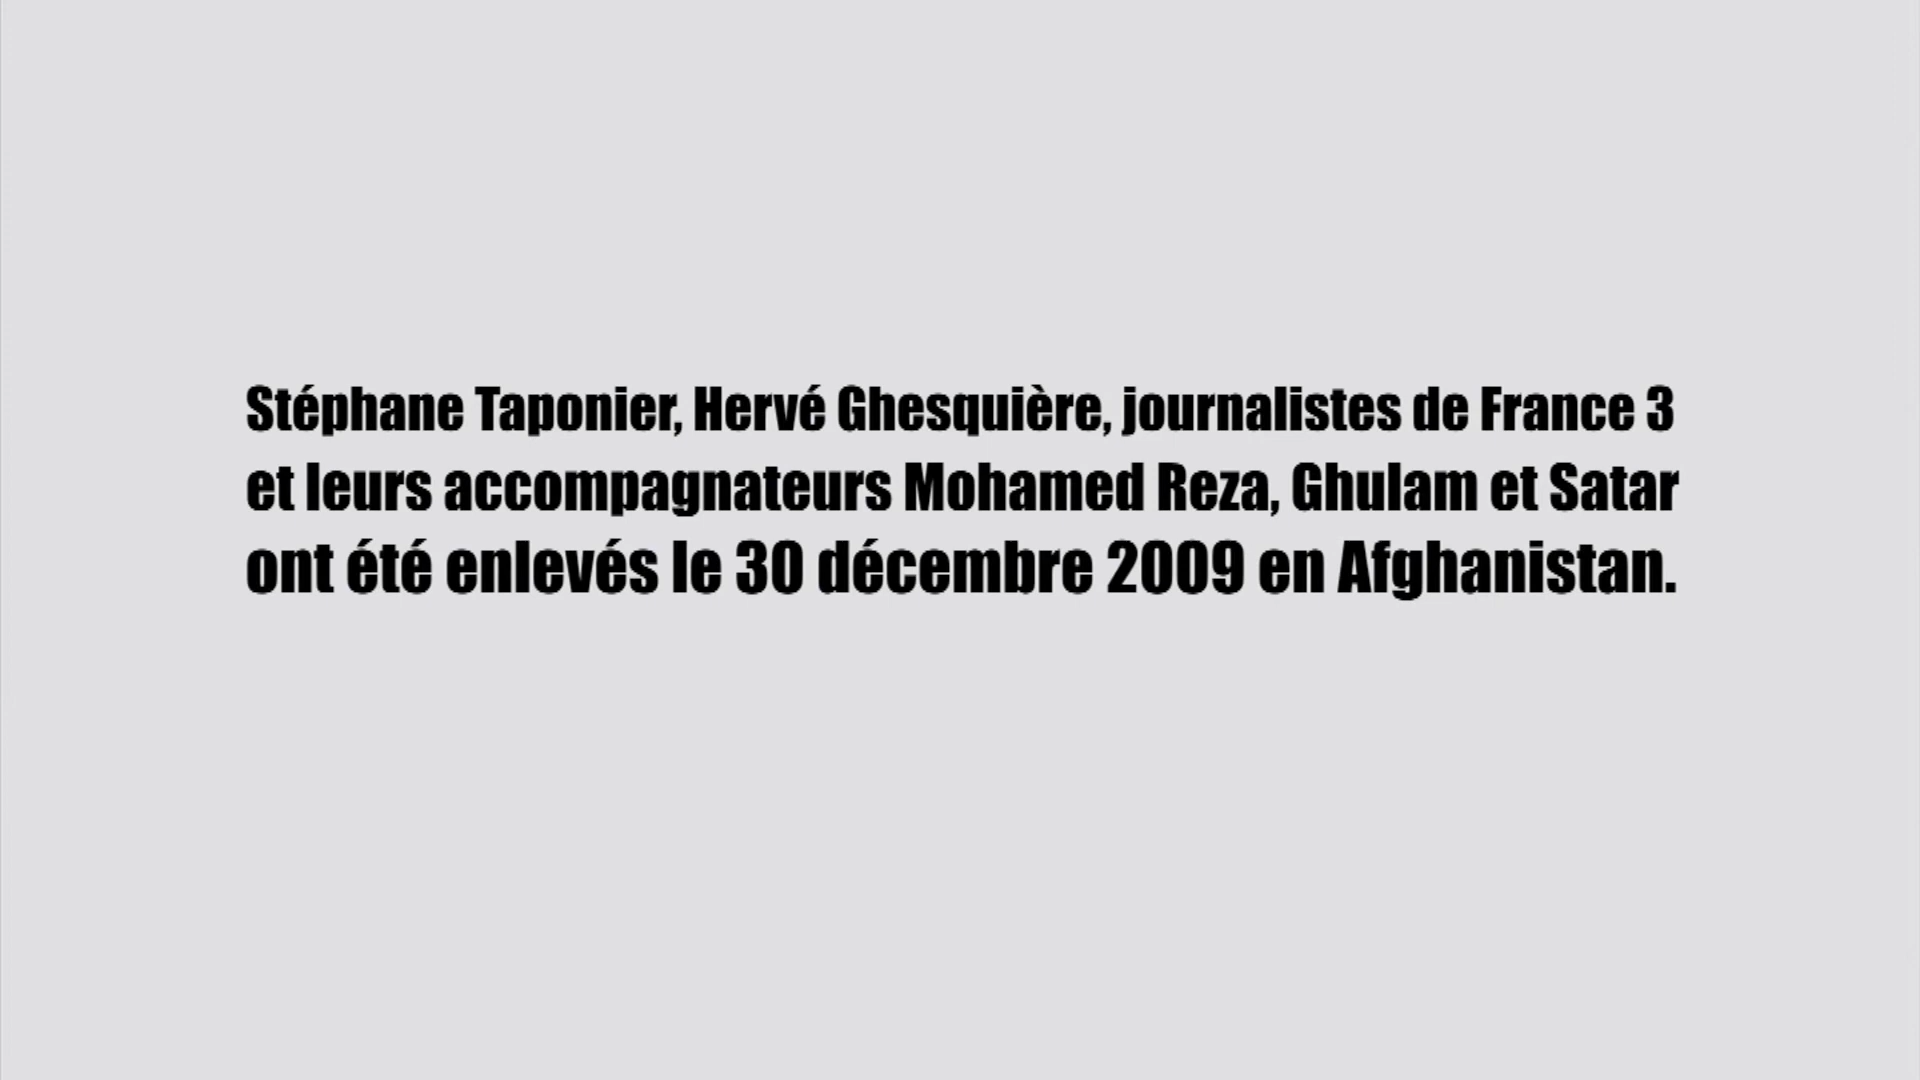 Stéphane Taponier, Hervé Ghesquière, journalistes de France 3
et leurs accompagnateurs Mohamed Reza, Ghulam et Satar
ont été enlevés le 30 décembre 2009 en Afghanistan.